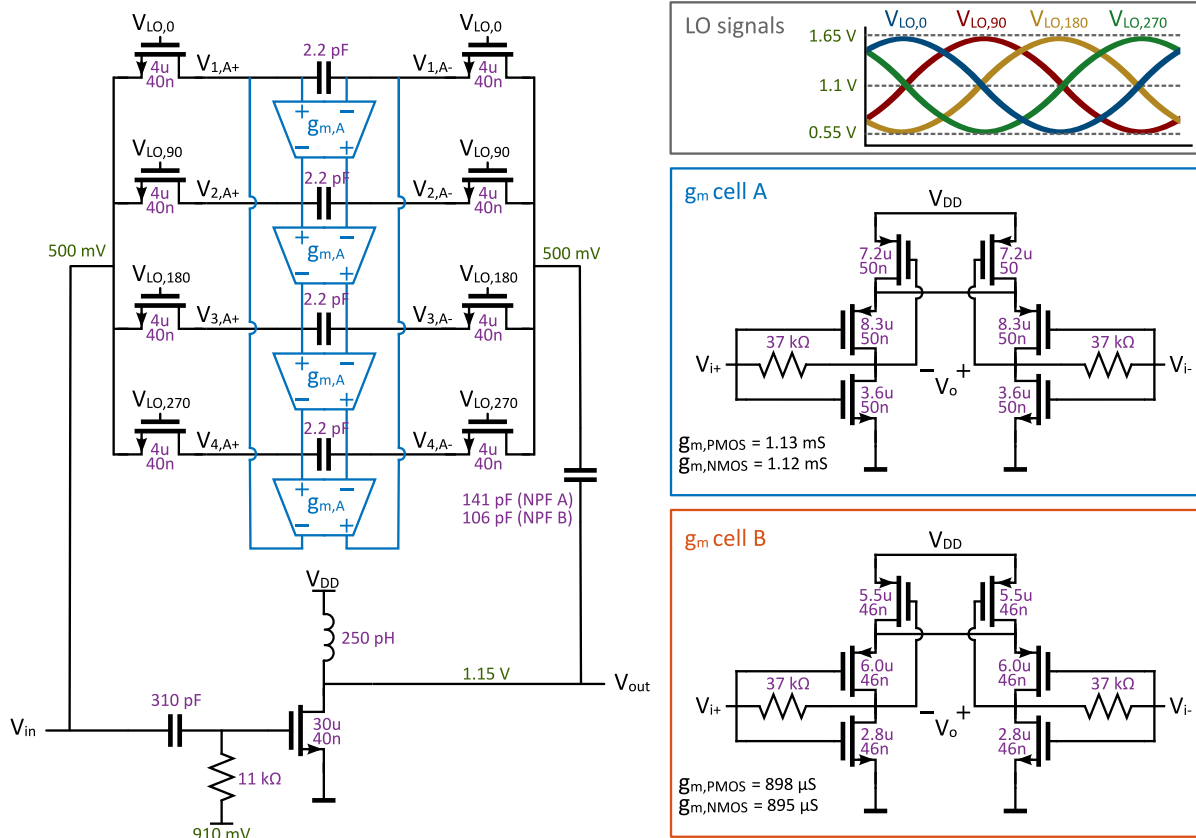 V_LO,0
4u
40n
V_1,A+
2.2 pF
V_1,A-
V_LO,0
4u
40n
+ −
g_m,A
− +
V_LO,90
4u
40n
V_2,A+
2.2 pF
V_2,A-
V_LO,90
4u
40n
+ −
g_m,A
− +
500 mV
500 mV
V_LO,180
4u
40n
V_3,A+
2.2 pF
V_3,A-
V_LO,180
4u
40n
+ −
g_m,A
− +
V_LO,270
4u
40n
V_4,A+
2.2 pF
V_4,A-
V_LO,270
4u
40n
+ −
g_m,A
− +
141 pF (NPF A)
106 pF (NPF B)
V_DD
250 pH
1.15 V
V_out
310 pF
V_in
30u
40n
11 kΩ
910 mV
LO signals
V_LO,0 V_LO,90 V_LO,180 V_LO,270
1.65 V
1.1 V
0.55 V
g_m cell A
V_DD
7.2u
50n
7.2u
50
8.3u
50n
8.3u
50n
37 kΩ
37 kΩ
V_i+
− V_o +
V_i-
3.6u
50n
3.6u
50n
g_m,PMOS = 1.13 mS
g_m,NMOS = 1.12 mS
g_m cell B
V_DD
5.5u
46n
5.5u
46n
6.0u
46n
6.0u
46n
37 kΩ
37 kΩ
V_i+
− V_o +
V_i-
2.8u
46n
2.8u
46n
g_m,PMOS = 898 µS
g_m,NMOS = 895 µS